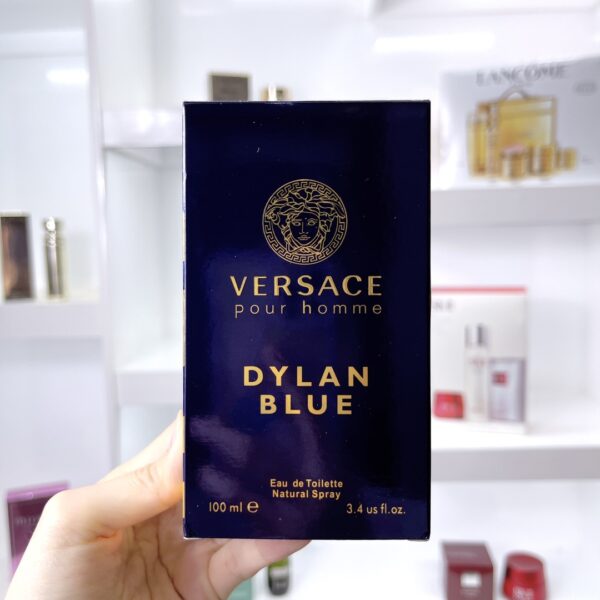 LANCÔME
VERSACE
pour homme
DYLAN
BLUE
Eau de Toilette
Natural Spray
100 ml e 3.4 us fl.oz.